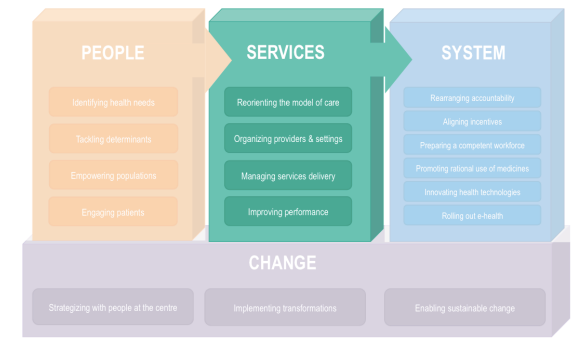 PEOPLE
Identifying health needs
Tackling determinants
Empowering populations
Engaging patients
SERVICES
Reorienting the model of care
Organizing providers & settings
Managing services delivery
Improving performance
SYSTEM
Rearranging accountability
Aligning incentives
Preparing a competent workforce
Promoting rational use of medicines
Innovating health technologies
Rolling out e-health
CHANGE
Strategizing with people at the centre
Implementing transformations
Enabling sustainable change